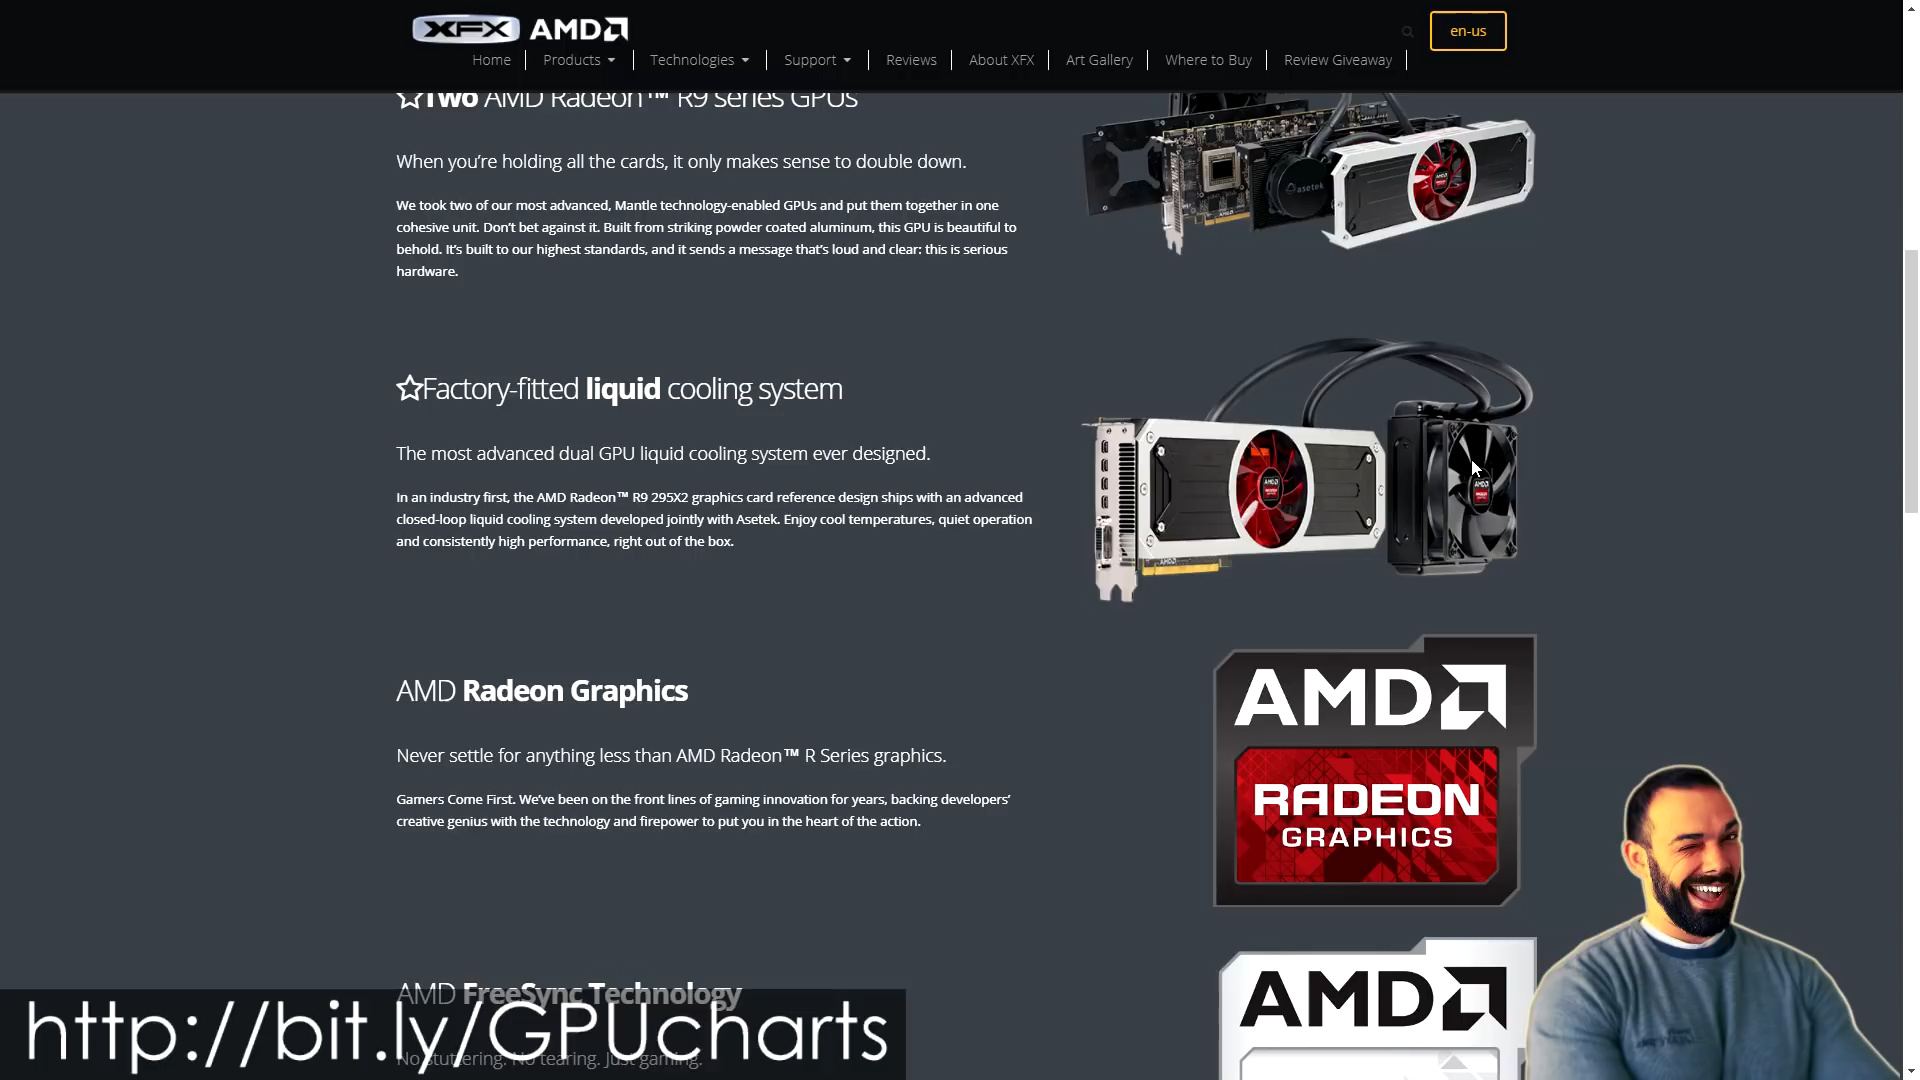 XFX AMD
en-us
Home Products Technologies Support Reviews About XFX Art Gallery Where to Buy Review Giveaway
Two AMD Radeon™ R9 series GPUs
When you're holding all the cards, it only makes sense to double down.
We took two of our most advanced, Mantle technology-enabled GPUs and put them together in one
cohesive unit. Don't bet against it. Built from striking powder coated aluminum, this GPU is beautiful to
behold. It's built to our highest standards, and it sends a message that's loud and clear: this is serious
hardware.
asetek
Factory-fitted liquid cooling system
The most advanced dual GPU liquid cooling system ever designed.
In an industry first, the AMD Radeon™ R9 295X2 graphics card reference design ships with an advanced
closed-loop liquid cooling system developed jointly with Asetek. Enjoy cool temperatures, quiet operation
and consistently high performance, right out of the box.
AMD
AMD
AMD Radeon Graphics
Never settle for anything less than AMD Radeon™ R Series graphics.
Gamers Come First. We've been on the front lines of gaming innovation for years, backing developers'
creative genius with the technology and firepower to put you in the heart of the action.
AMD
RADEON
GRAPHICS
AMD FreeSync Technology
No stuttering. No tearing. Just gaming.
AMD
http://bit.ly/GPUcharts